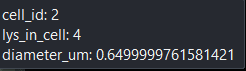 cell_id: 2
lys_in_cell: 4
diameter_um: 0.6499999761581421